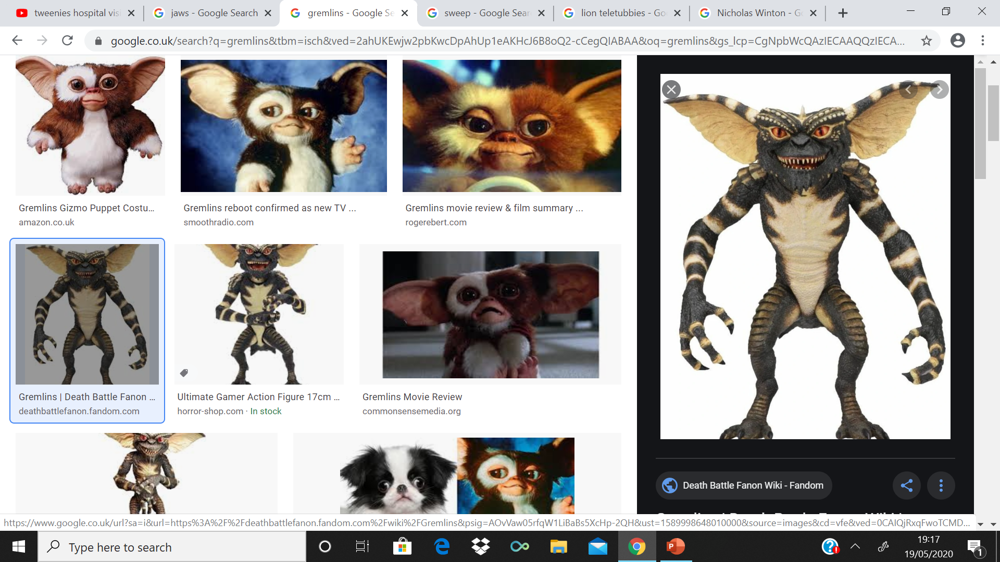 tweenies hospital visi
jaws - Google Search
gremlins - Google Se
sweep - Google Sear
lion teletubbies - Go
Nicholas Winton - Go
google.co.uk/search?q=gremlins&tbm=isch&ved=2ahUKEwjw2pbKwcDpAhUp1eAKHcJ6B8oQ2-cCegQIABAA&oq=gremlins&gs_lcp=CgNpbWcQAzIECAAQQzIECA...
Gremlins Gizmo Puppet Costu...
amazon.co.uk
Gremlins reboot confirmed as new TV ...
smoothradio.com
Gremlins movie review & film summary ...
rogerebert.com
Gremlins | Death Battle Fanon ...
deathbattlefanon.fandom.com
Ultimate Gamer Action Figure 17cm ...
horror-shop.com · In stock
Gremlins Movie Review
commonsensemedia.org
Death Battle Fanon Wiki - Fandom
https://www.google.co.uk/url?sa=i&url=https%3A%2F%2Fdeathbattlefanon.fandom.com%2Fwiki%2FGremlins&psig=AOvVaw05rfqW1LiBaBs5XcHp-2QH&ust=1589998648010000&source=images&cd=vfe&ved=0CAIQjRxqFwoTCMD...
Type here to search
19:17
19/05/2020
1